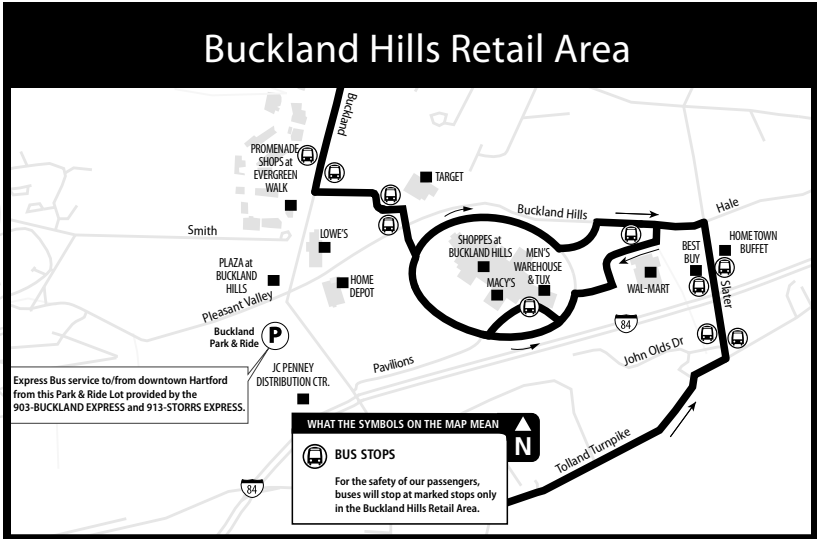 Buckland Hills Retail Area
Buckland
PROMENADE
SHOPS at
EVERGREEN
WALK
TARGET
Smith
LOWE'S
Buckland Hills
Hale
SHOPPES at
BUCKLAND HILLS
MEN'S
WAREHOUSE
& TUX
MACY'S
BEST
BUY
HOMETOWN
BUFFET
PLAZA at
BUCKLAND
HILLS
HOME
DEPOT
WAL-MART
Slater
Pleasant Valley
Buckland
Park & Ride
P
84
John Olds Dr
Pavilions
JC PENNEY
DISTRIBUTION CTR.
Express Bus service to/from downtown Hartford
from this Park & Ride Lot provided by the
903-BUCKLAND EXPRESS and 913-STORRS EXPRESS.
WHAT THE SYMBOLS ON THE MAP MEAN
N
BUS STOPS
For the safety of our passengers,
buses will stop at marked stops only
in the Buckland Hills Retail Area.
Tolland Turnpike
84